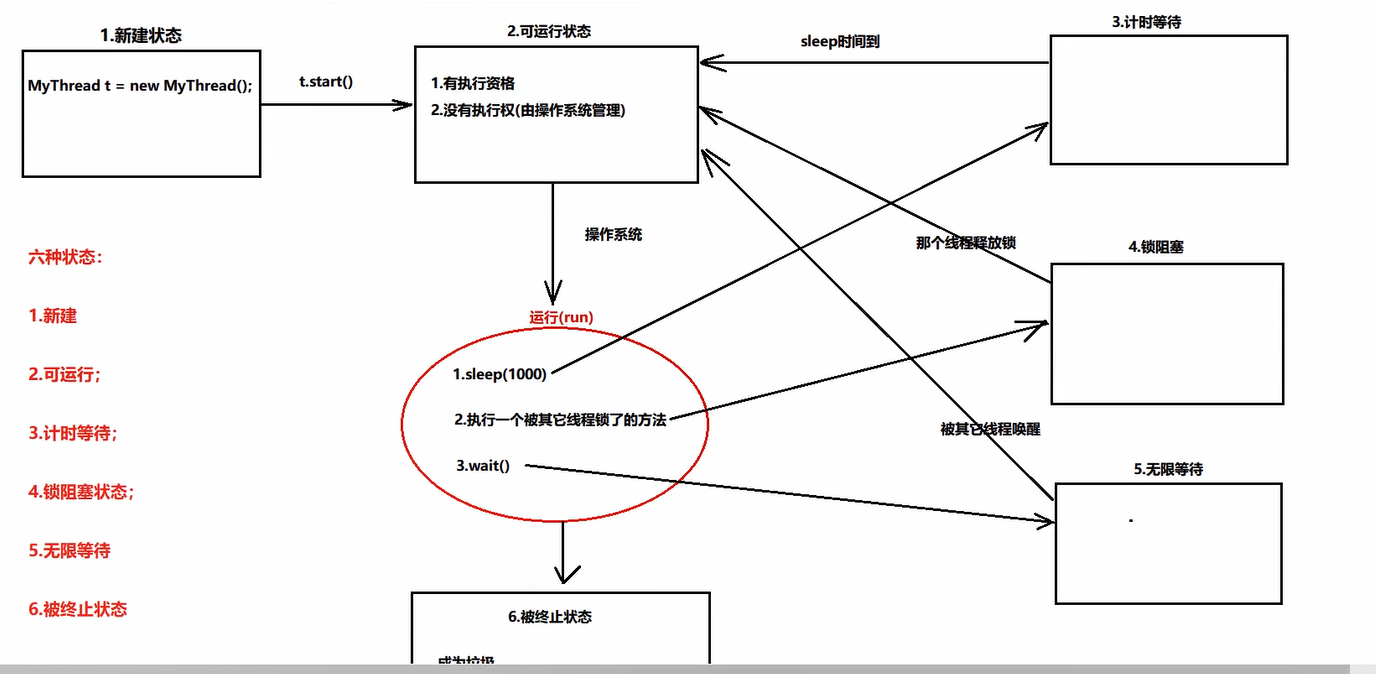 1.新建状态
MyThread t = new MyThread();
t.start()
2.可运行状态
1.有执行资格
2.没有执行权(由操作系统管理)
sleep时间到
3.计时等待
操作系统
那个线程释放锁
4.锁阻塞
运行(run)
1.sleep(1000)
2.执行一个被其它线程锁了的方法
3.wait()
被其它线程唤醒
5.无限等待
6.被终止状态
成为垃圾
六种状态:
1.新建
2.可运行;
3.计时等待;
4.锁阻塞状态;
5.无限等待
6.被终止状态